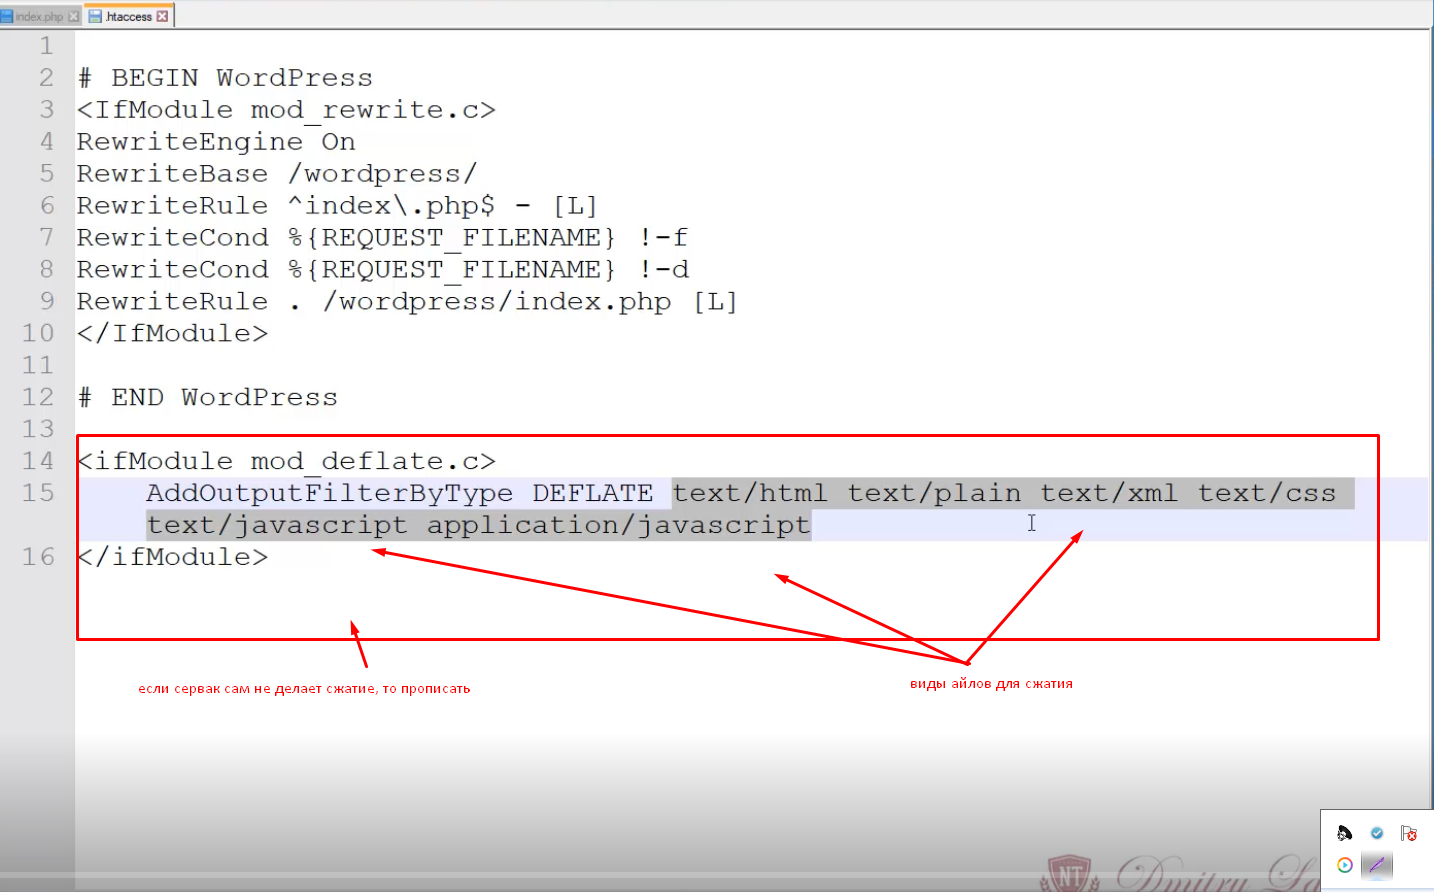 index.php
.htaccess
1
2 # BEGIN WordPress
3 <IfModule mod_rewrite.c>
4 RewriteEngine On
5 RewriteBase /wordpress/
6 RewriteRule ^index\.php$ - [L]
7 RewriteCond %{REQUEST_FILENAME} !-f
8 RewriteCond %{REQUEST_FILENAME} !-d
9 RewriteRule . /wordpress/index.php [L]
10 </IfModule>
11
12 # END WordPress
13
14 <ifModule mod_deflate.c>
15 AddOutputFilterByType DEFLATE text/html text/plain text/xml text/css
text/javascript application/javascript
16 </ifModule>
если сервак сам не делает сжатие, то прописать
виды айлов для сжатия
NT
Dmitry